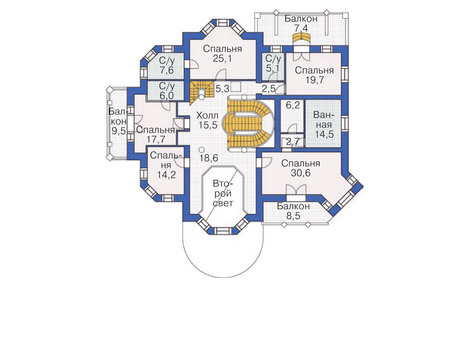 Балкон
7,4
Спальня
25,1
С/у
7,6
С/у
5,1
Спальня
19,7
С/у
6,0
5,3
2,5
Бал-
кон
9,5
Спальня
17,7
Холл
15,5
6,2
Ван-
ная
14,5
2,7
Спаль-
ня
14,2
18,6
Спальня
30,6
Вто-
рой
свет
Балкон
8,5